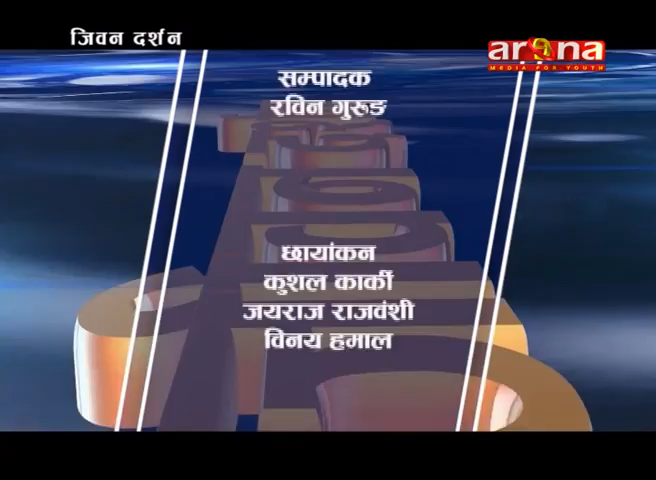 जिवन दर्शन
arena
MEDIA FOR YOUTH
सम्पादक
रविन गुरुङ
छायांकन
कुशल कार्की
जयराज राजवंशी
विनय हमाल